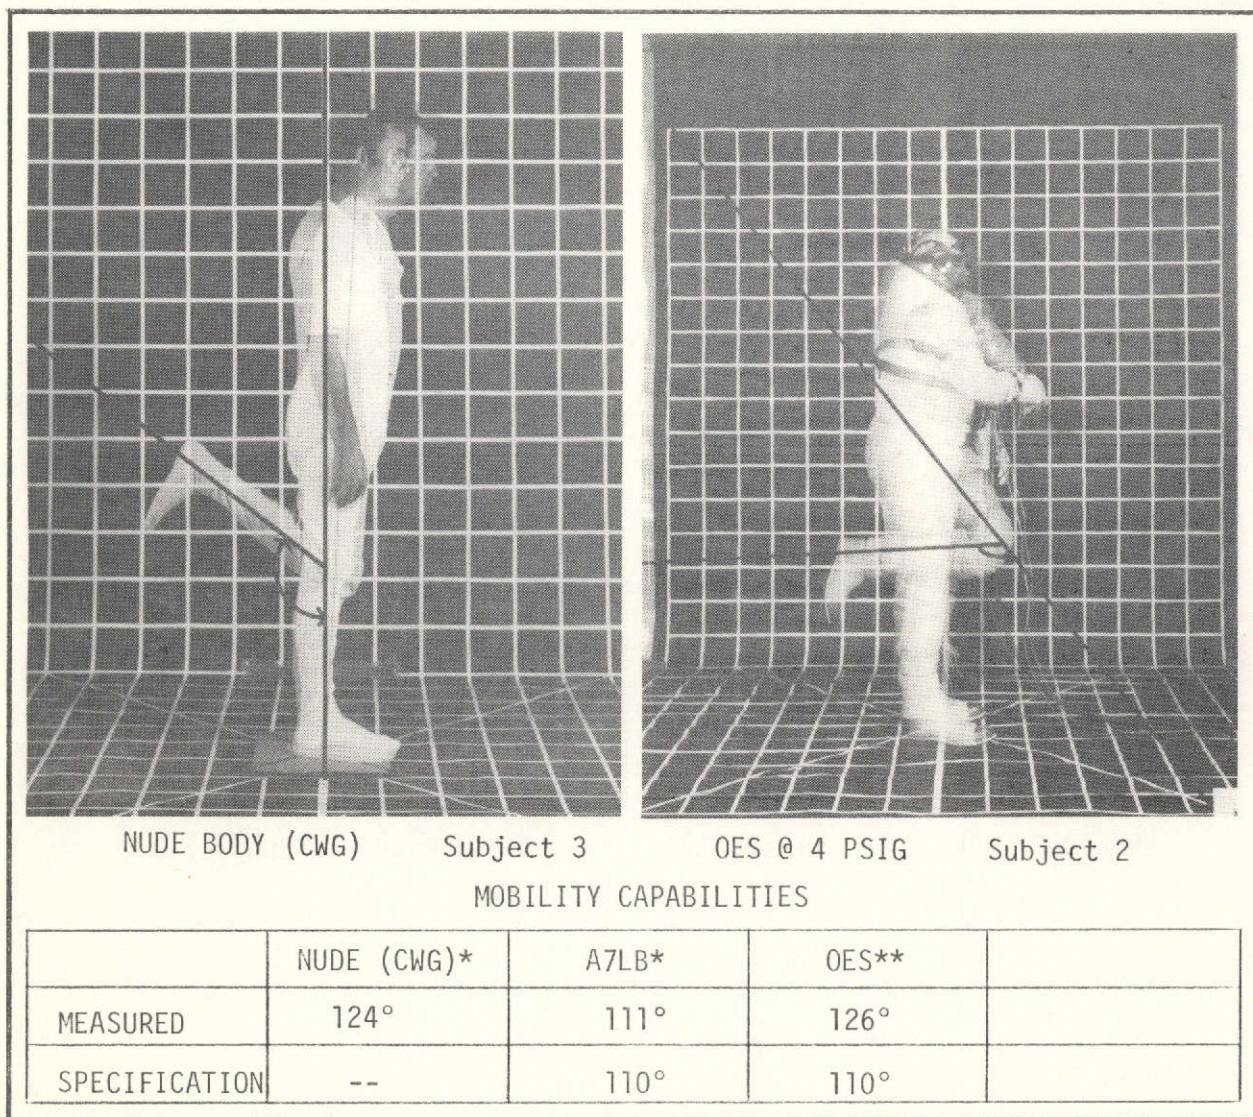 NUDE BODY (CWG) Subject 3 OES @ 4 PSIG Subject 2
MOBILITY CAPABILITIES
NUDE (CWG)* A7LB* OES**
MEASURED 124° 111° 126°
SPECIFICATION -- 110° 110°